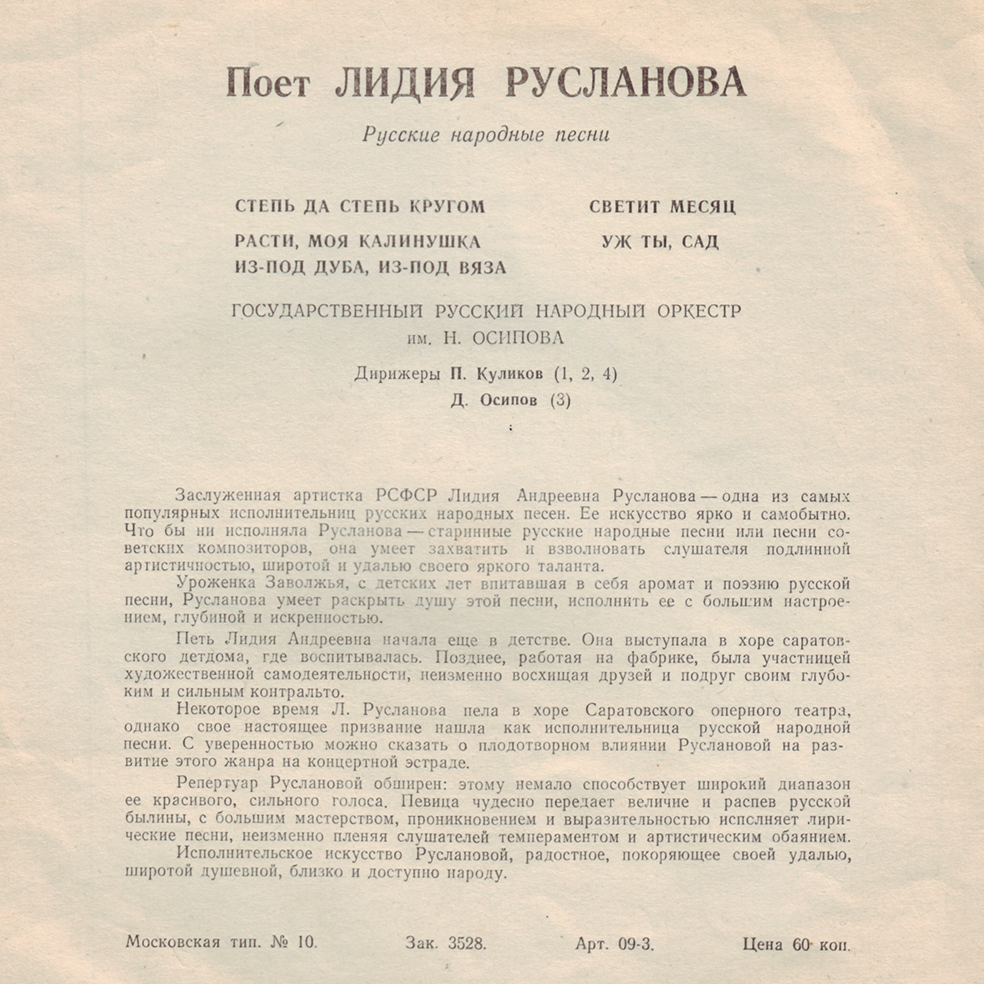 Поет ЛИДИЯ РУСЛАНОВА
Русские народные песни
СТЕПЬ ДА СТЕПЬ КРУГОМ
РАСТИ, МОЯ КАЛИНУШКА
ИЗ-ПОД ДУБА, ИЗ-ПОД ВЯЗА
СВЕТИТ МЕСЯЦ
УЖ ТЫ, САД
ГОСУДАРСТВЕННЫЙ РУССКИЙ НАРОДНЫЙ ОРКЕСТР
им. Н. ОСИПОВА
Дирижеры П. Куликов (1, 2, 4)
Д. Осипов (3)
Заслуженная артистка РСФСР Лидия Андреевна Русланова — одна из самых
популярных исполнительниц русских народных песен. Ее искусство ярко и самобытно.
Что бы ни исполняла Русланова — старинные русские народные песни или песни со-
ветских композиторов, она умеет захватить и взволновать слушателя подлинной
артистичностью, широтой и удалью своего яркого таланта.
Уроженка Заволжья, с детских лет впитавшая в себя аромат и поэзию русской
песни, Русланова умеет раскрыть душу этой песни, исполнить ее с большим настрое-
нием, глубиной и искренностью.
Петь Лидия Андреевна начала еще в детстве. Она выступала в хоре саратов-
ского детдома, где воспитывалась. Позднее, работая на фабрике, была участницей
художественной самодеятельности, неизменно восхищая друзей и подруг своим глубо-
ким и сильным контральто.
Некоторое время Л. Русланова пела в хоре Саратовского оперного театра,
однако свое настоящее призвание нашла как исполнительница русской народной
песни. С уверенностью можно сказать о плодотворном влиянии Руслановой на раз-
витие этого жанра на концертной эстраде.
Репертуар Руслановой обширен: этому немало способствует широкий диапазон
ее красивого, сильного голоса. Певица чудесно передает величие и распев русской
былины, с большим мастерством, проникновением и выразительностью исполняет лири-
ческие песни, неизменно пленяя слушателей темпераментом и артистическим обаянием.
Исполнительское искусство Руслановой, радостное, покоряющее своей удалью,
широтой душевной, близко и доступно народу.
Московская тип. № 10. Зак. 3528. Арт. 09-3. Цена 60 коп.